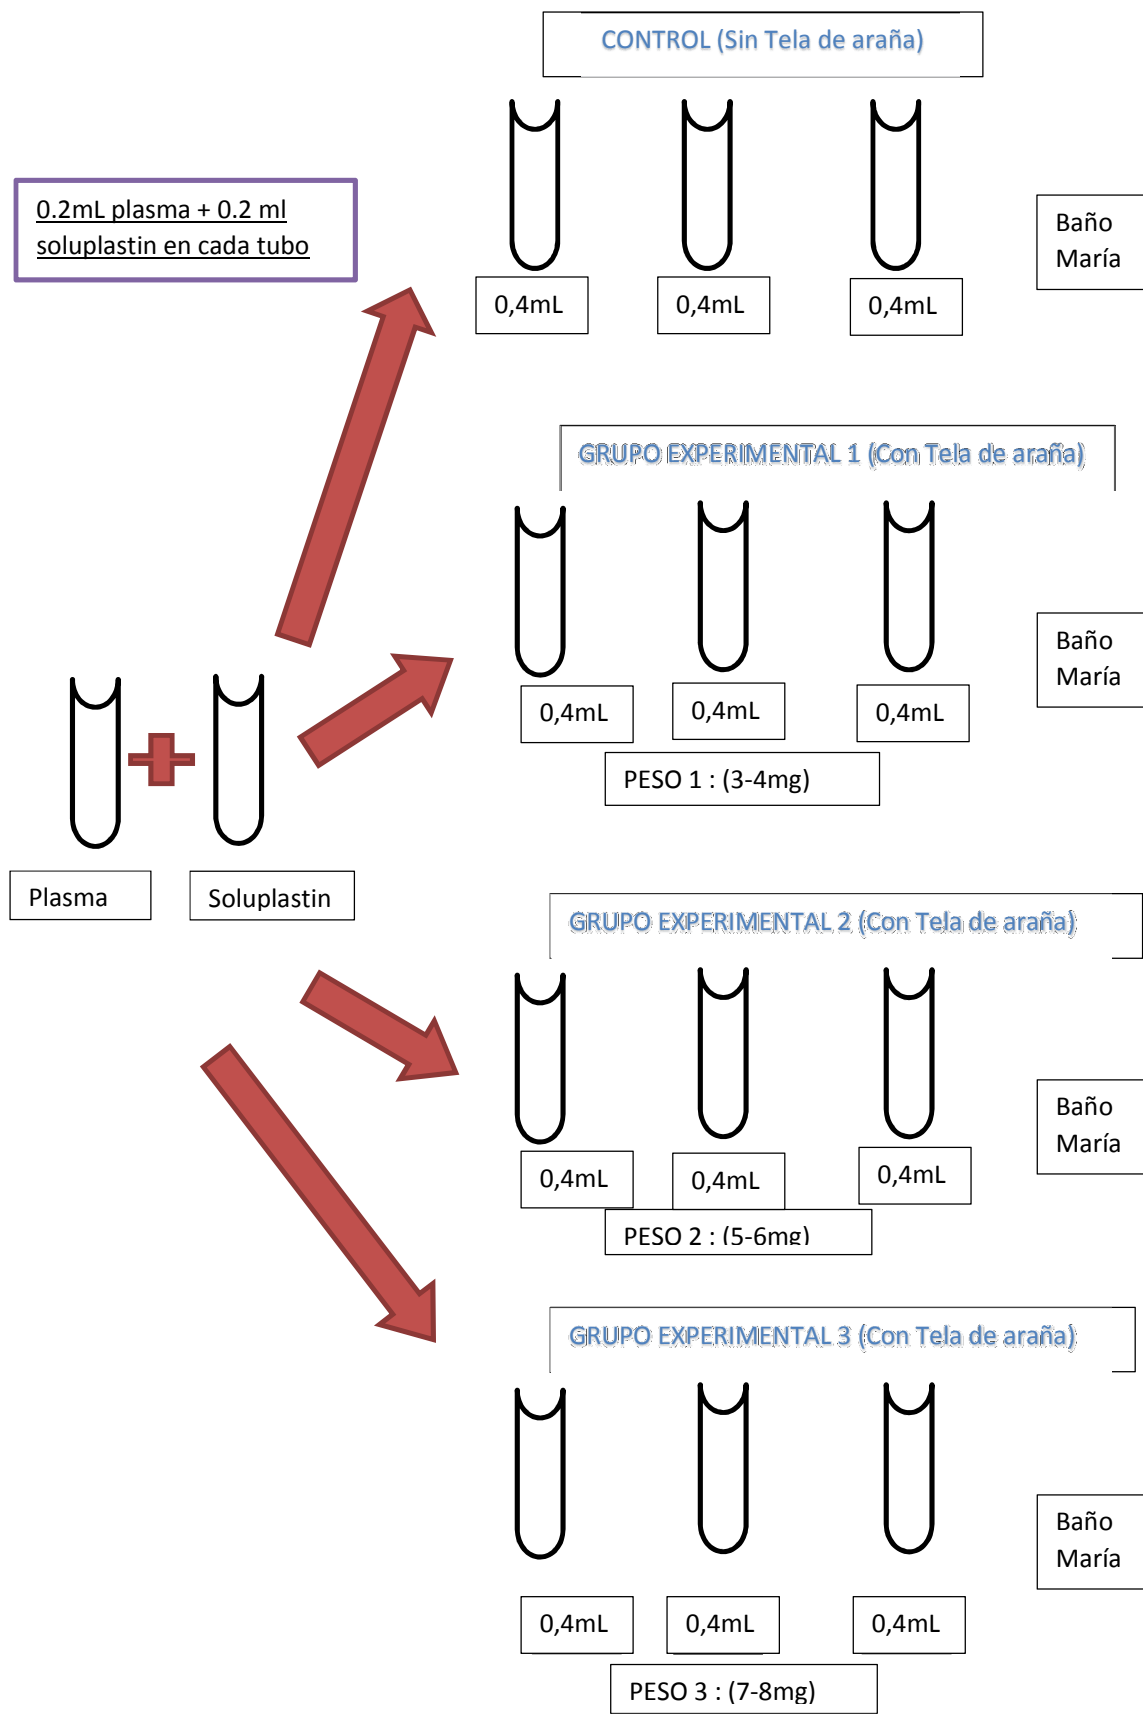 CONTROL (Sin Tela de araña)
0.2mL plasma + 0.2 ml
soluplastin en cada tubo
Baño
María
0,4mL
0,4mL
0,4mL
GRUPO EXPERIMENTAL 1 (Con Tela de araña)
Baño
María
0,4mL
0,4mL
0,4mL
PESO 1 : (3-4mg)
Plasma
Soluplastin
GRUPO EXPERIMENTAL 2 (Con Tela de araña)
Baño
María
0,4mL
0,4mL
0,4mL
PESO 2 : (5-6mg)
GRUPO EXPERIMENTAL 3 (Con Tela de araña)
Baño
María
0,4mL
0,4mL
0,4mL
PESO 3 : (7-8mg)